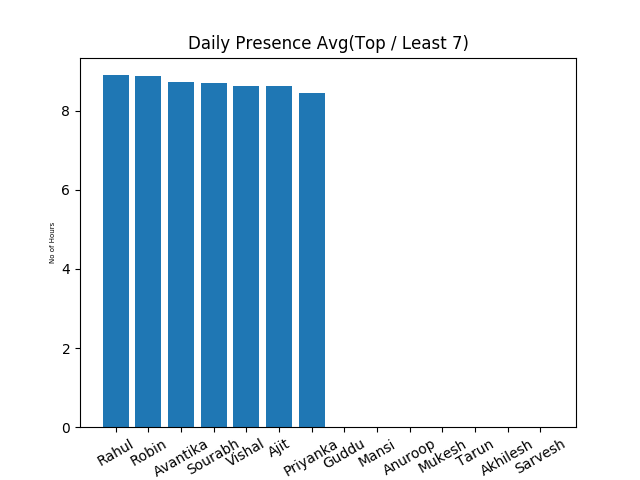 Daily Presence Avg(Top / Least 7)
No of Hours
8
6
4
2
0
Rahul
Robin
Avantika
Sourabh
Vishal
Ajit
Priyanka
Guddu
Mansi
Anuroop
Mukesh
Tarun
Akhilesh
Sarvesh